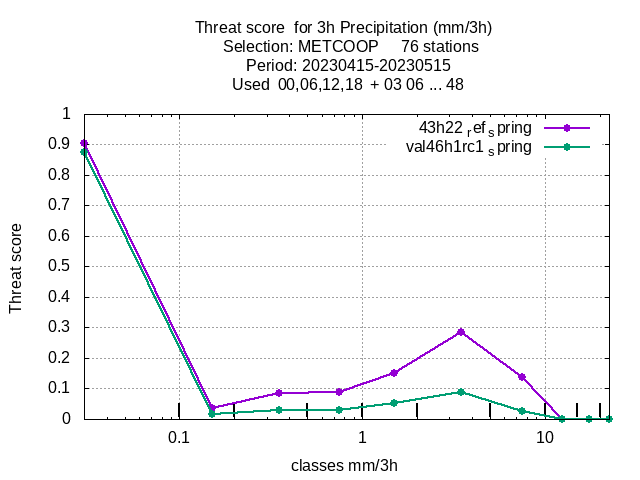 Threat score  for 3h Precipitation (mm/3h)
Selection: METCOOP     76 stations
Period: 20230415-20230515
Used  00,06,12,18  + 03 06 ... 48
43h22 ref spring
val46h1rc1 spring
1
0.9
0.8
0.7
0.6
0.5
0.4
0.3
0.2
0.1
0
Threat score
0.1 1 10
classes mm/3h